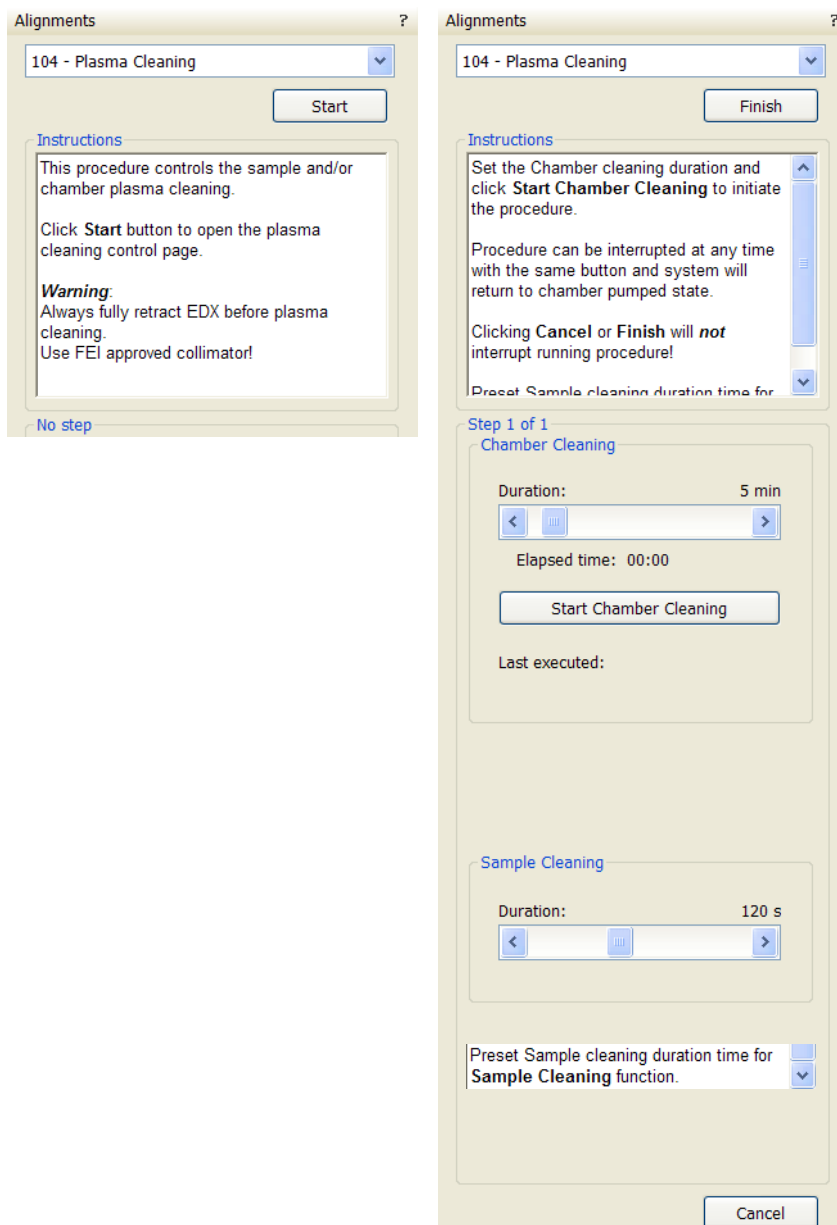 Alignments ?
104 - Plasma Cleaning
Start
Instructions
This procedure controls the sample and/or
chamber plasma cleaning.
Click Start button to open the plasma
cleaning control page.
Warning:
Always fully retract EDX before plasma
cleaning.
Use FEI approved collimator!
No step
Alignments ?
104 - Plasma Cleaning
Finish
Instructions
Set the Chamber cleaning duration and
click Start Chamber Cleaning to initiate
the procedure.
Procedure can be interrupted at any time
with the same button and system will
return to chamber pumped state.
Clicking Cancel or Finish will not
interrupt running procedure!
Preset Sample cleaning duration time for
Step 1 of 1
Chamber Cleaning
Duration: 5 min
Elapsed time: 00:00
Start Chamber Cleaning
Last executed:
Sample Cleaning
Duration: 120 s
Preset Sample cleaning duration time for
Sample Cleaning function.
Cancel